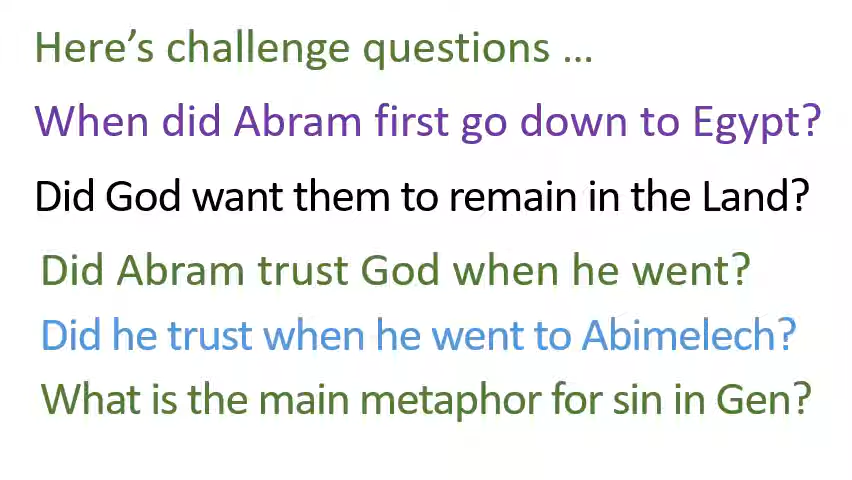 Here’s challenge questions …
When did Abram first go down to Egypt?
Did God want them to remain in the Land?
Did Abram trust God when he went?
Did he trust when he went to Abimelech?
What is the main metaphor for sin in Gen?